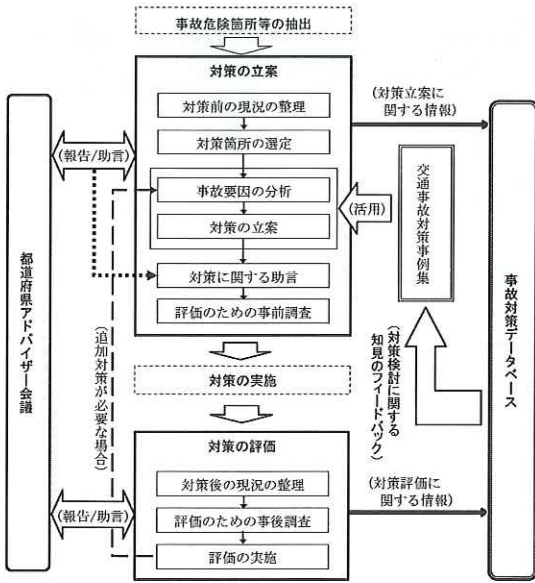 事故危険箇所等の抽出
対策の立案
対策前の現況の整理
対策箇所の選定
事故要因の分析
対策の立案
対策に関する助言
評価のための事前調査
対策の実施
対策の評価
対策後の現況の整理
評価のための事後調査
評価の実施
都道府県アドバイザー会議
(報告/助言)
(追加対策が必要な場合)
(報告/助言)
(対策立案に
関する情報)
(活用)
交通事故対策事例集
(対策検討に関する
知見のフィードバック)
(対策評価に
関する情報)
事故対策データベース